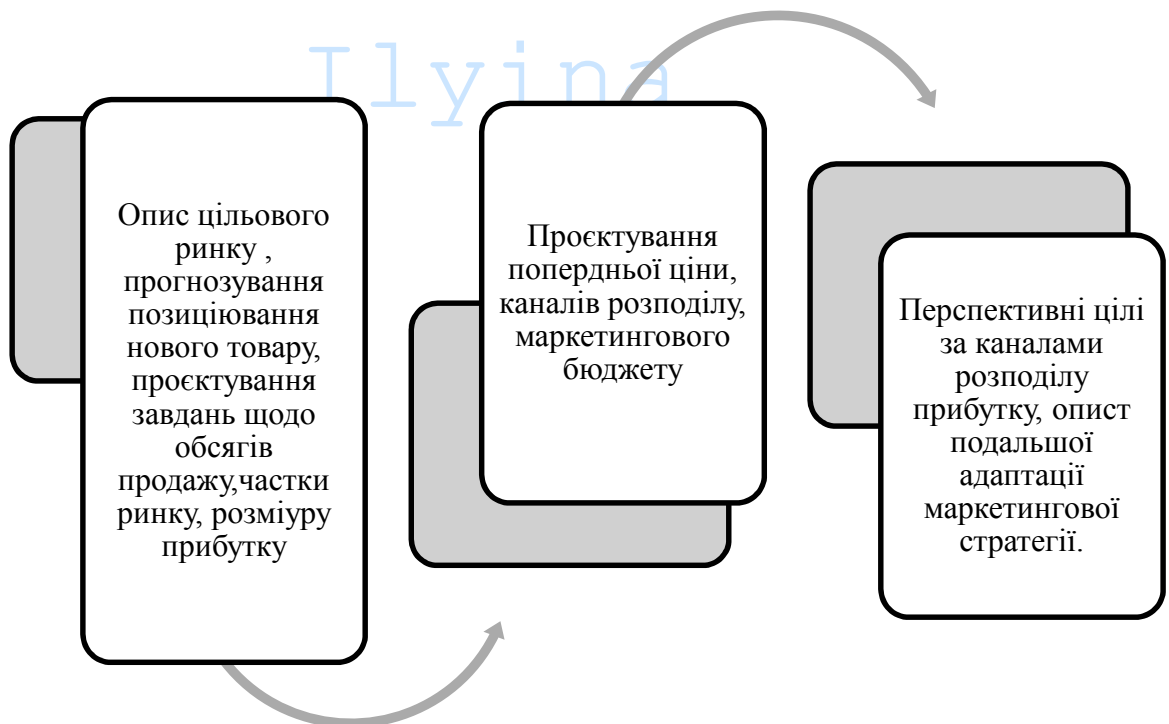 Ilyina
Опис цільового
ринку ,
прогнозування
позиціювання
нового товару,
проєктування
завдань щодо
обсягів
продажу,частки
ринку, розміуру
прибутку
Проєктування
попердньої ціни,
каналів розподілу,
маркетингового
бюджету
Перспективні цілі
за каналами
розподілу
прибутку, опист
подальшої
адаптації
маркетингової
стратегії.